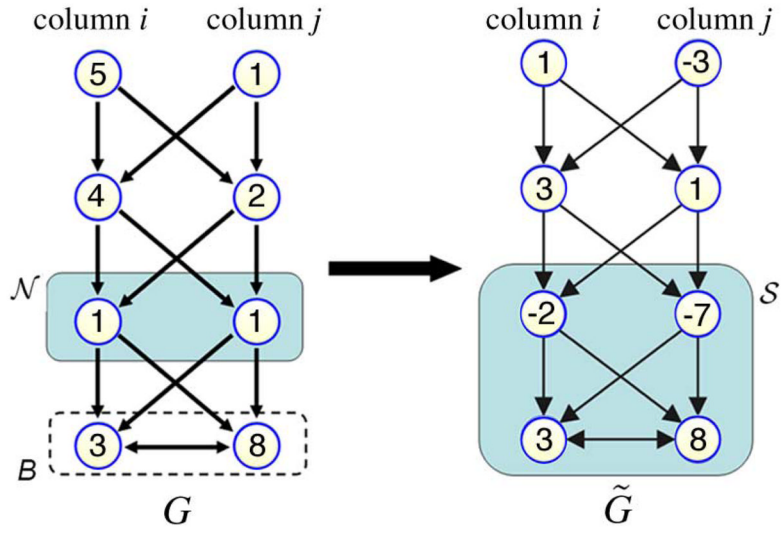 column i column j column i column j
5 1 1 -3
4 2 3 1
𝒩 1 1 -2 -7 𝒮
3 8 3 8
B
G G̃